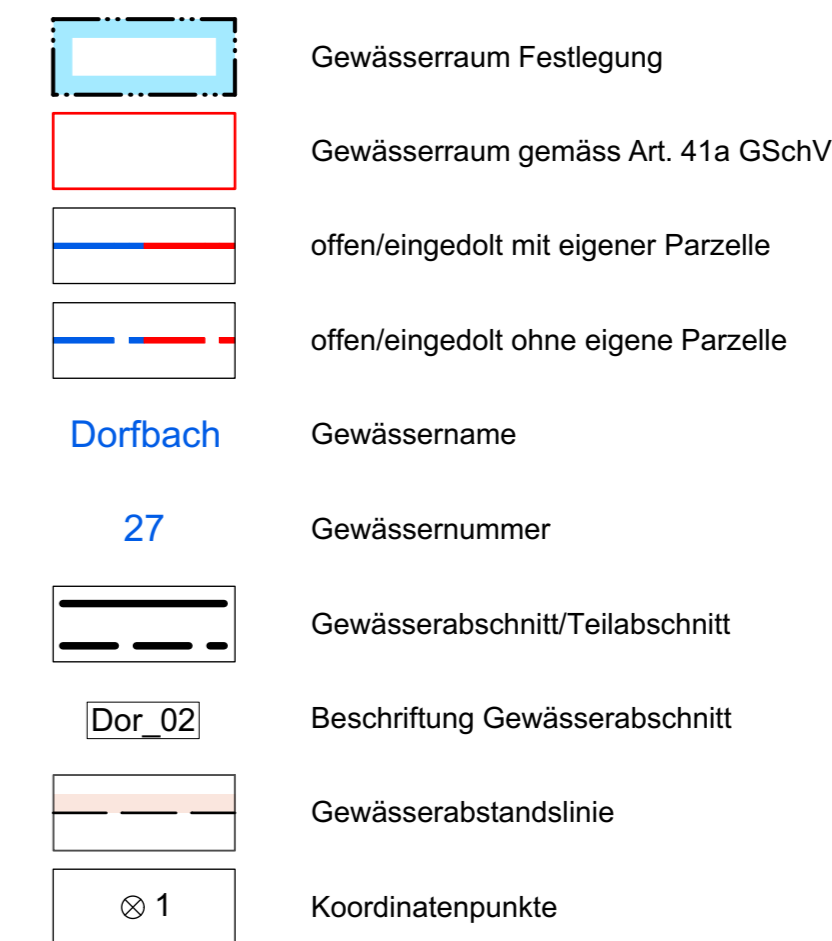 Gewässerraum Festlegung
Gewässerraum gemäss Art. 41a GSchV
offen/eingedolt mit eigener Parzelle
offen/eingedolt ohne eigene Parzelle
Dorfbach Gewässername
27 Gewässernummer
Gewässerabschnitt/Teilabschnitt
Dor_02 Beschriftung Gewässerabschnitt
Gewässerabstandslinie
⊗ 1 Koordinatenpunkte